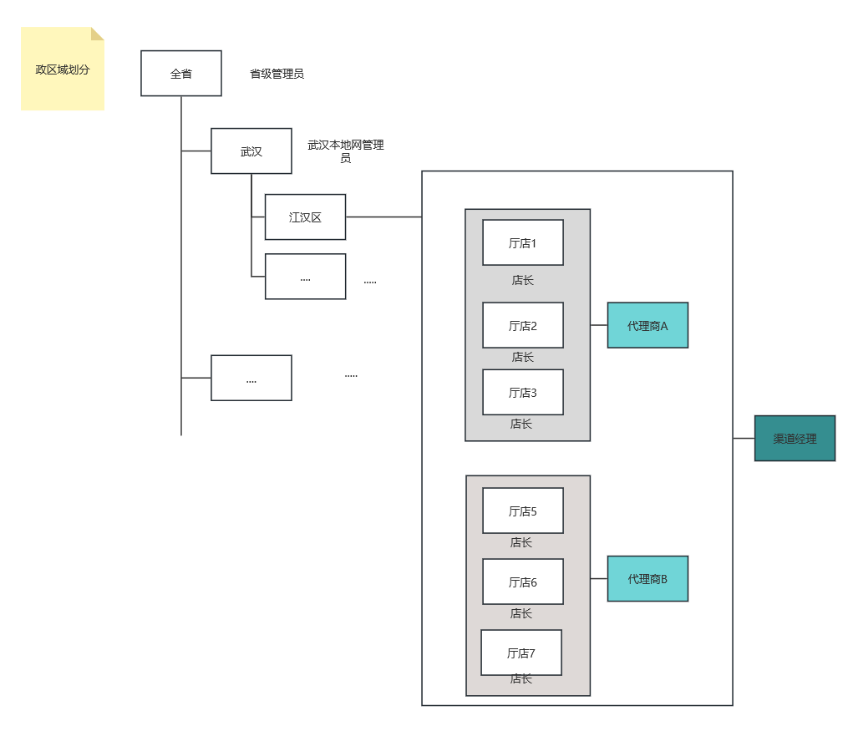 政区域划分
全省
省级管理员
武汉
武汉本地网管理
员
江汉区
....
.....
....
.....
厅店1
店长
厅店2
店长
厅店3
店长
代理商A
渠道经理
厅店5
店长
厅店6
店长
厅店7
店长
代理商B